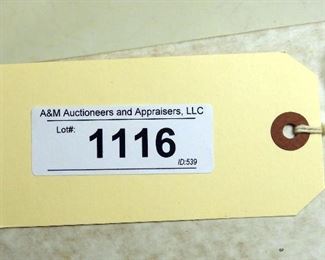 A&M Auctioneers and Appraisers, LLC
Lot#:
1116
ID:539